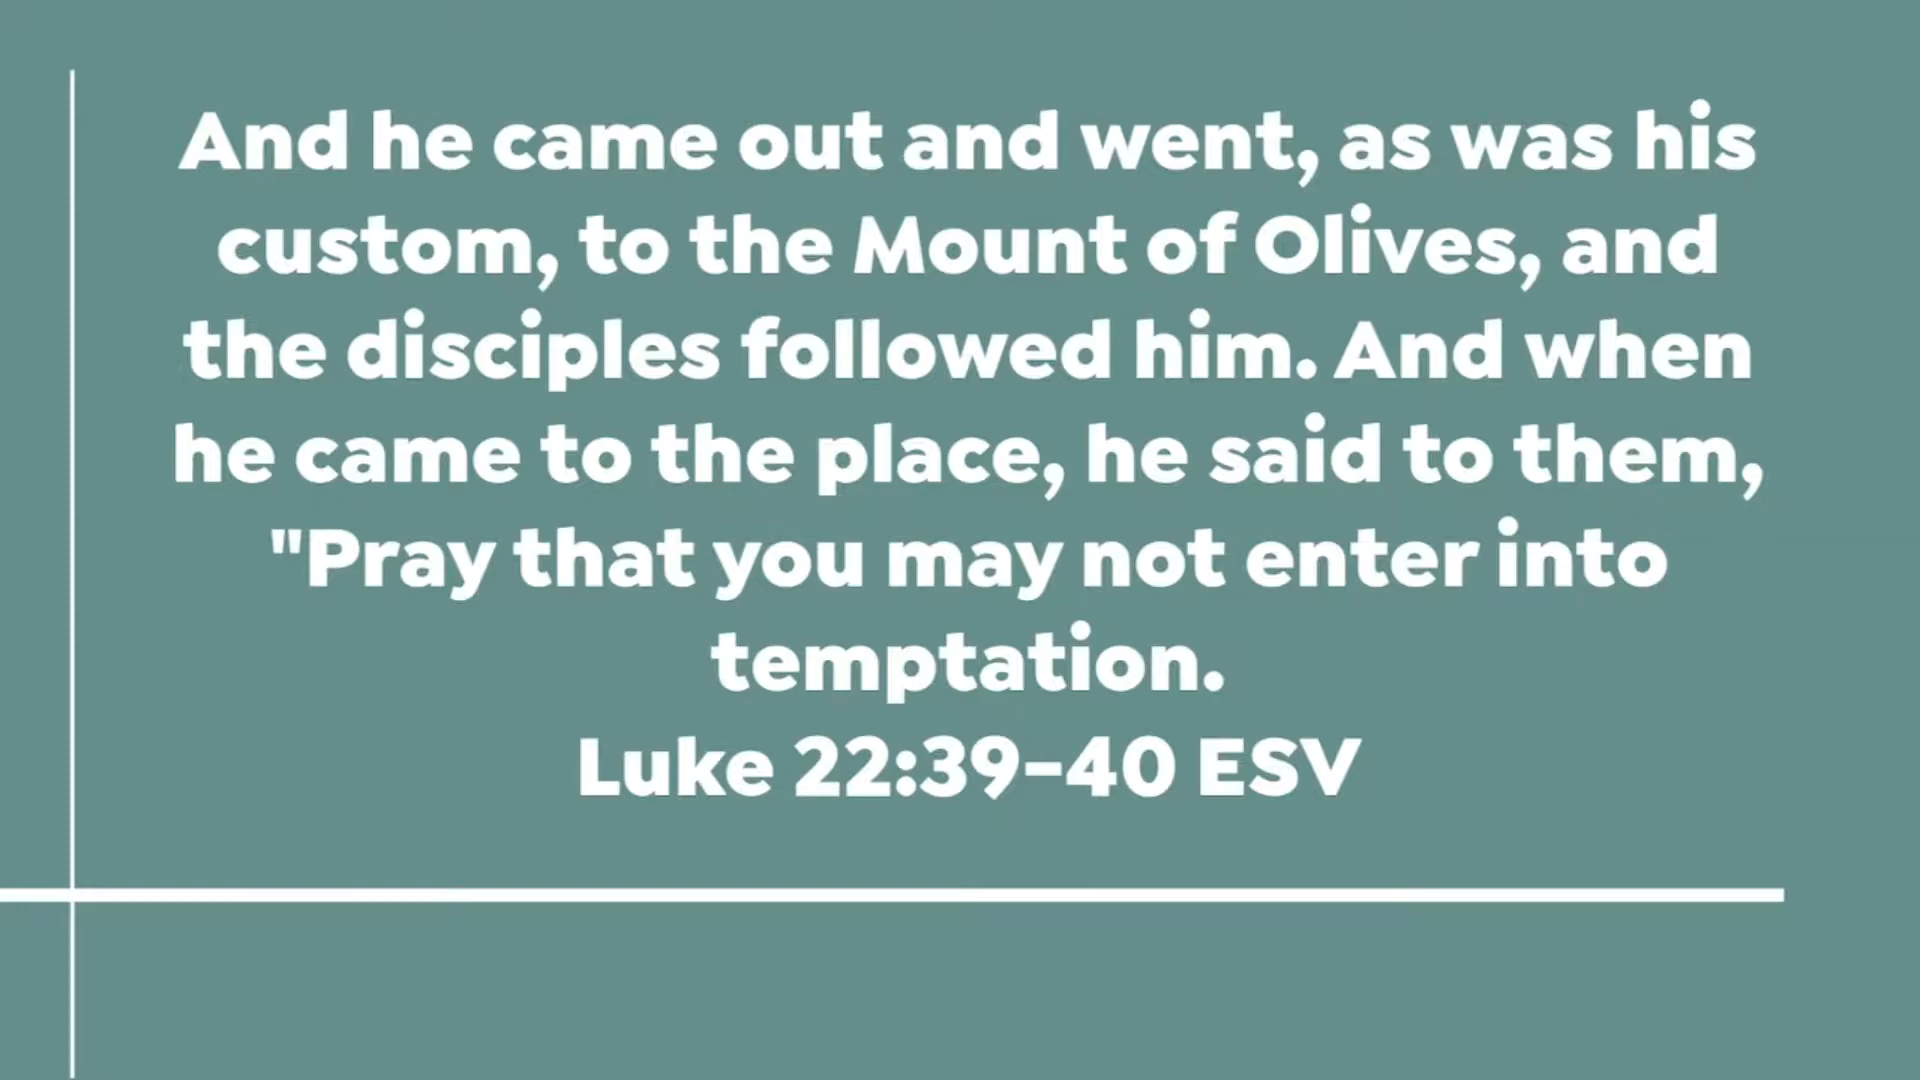 And he came out and went, as was his
custom, to the Mount of Olives, and
the disciples followed him. And when
he came to the place, he said to them,
"Pray that you may not enter into
temptation.
Luke 22:39-40 ESV